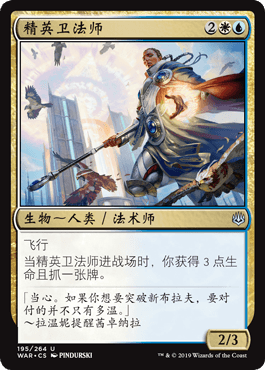 精英卫法师 2
生物～人类／法术师
飞行
当精英卫法师进战场时，你获得3点生
命且抓一张牌。
「当心。如果你想要突破新布拉夫，要对
付的并不只有多温。」
～拉温妮提醒茜卓纳拉
2/3
195/264 U
WAR • CS PINDURSKI
™ & © 2019 Wizards of the Coast